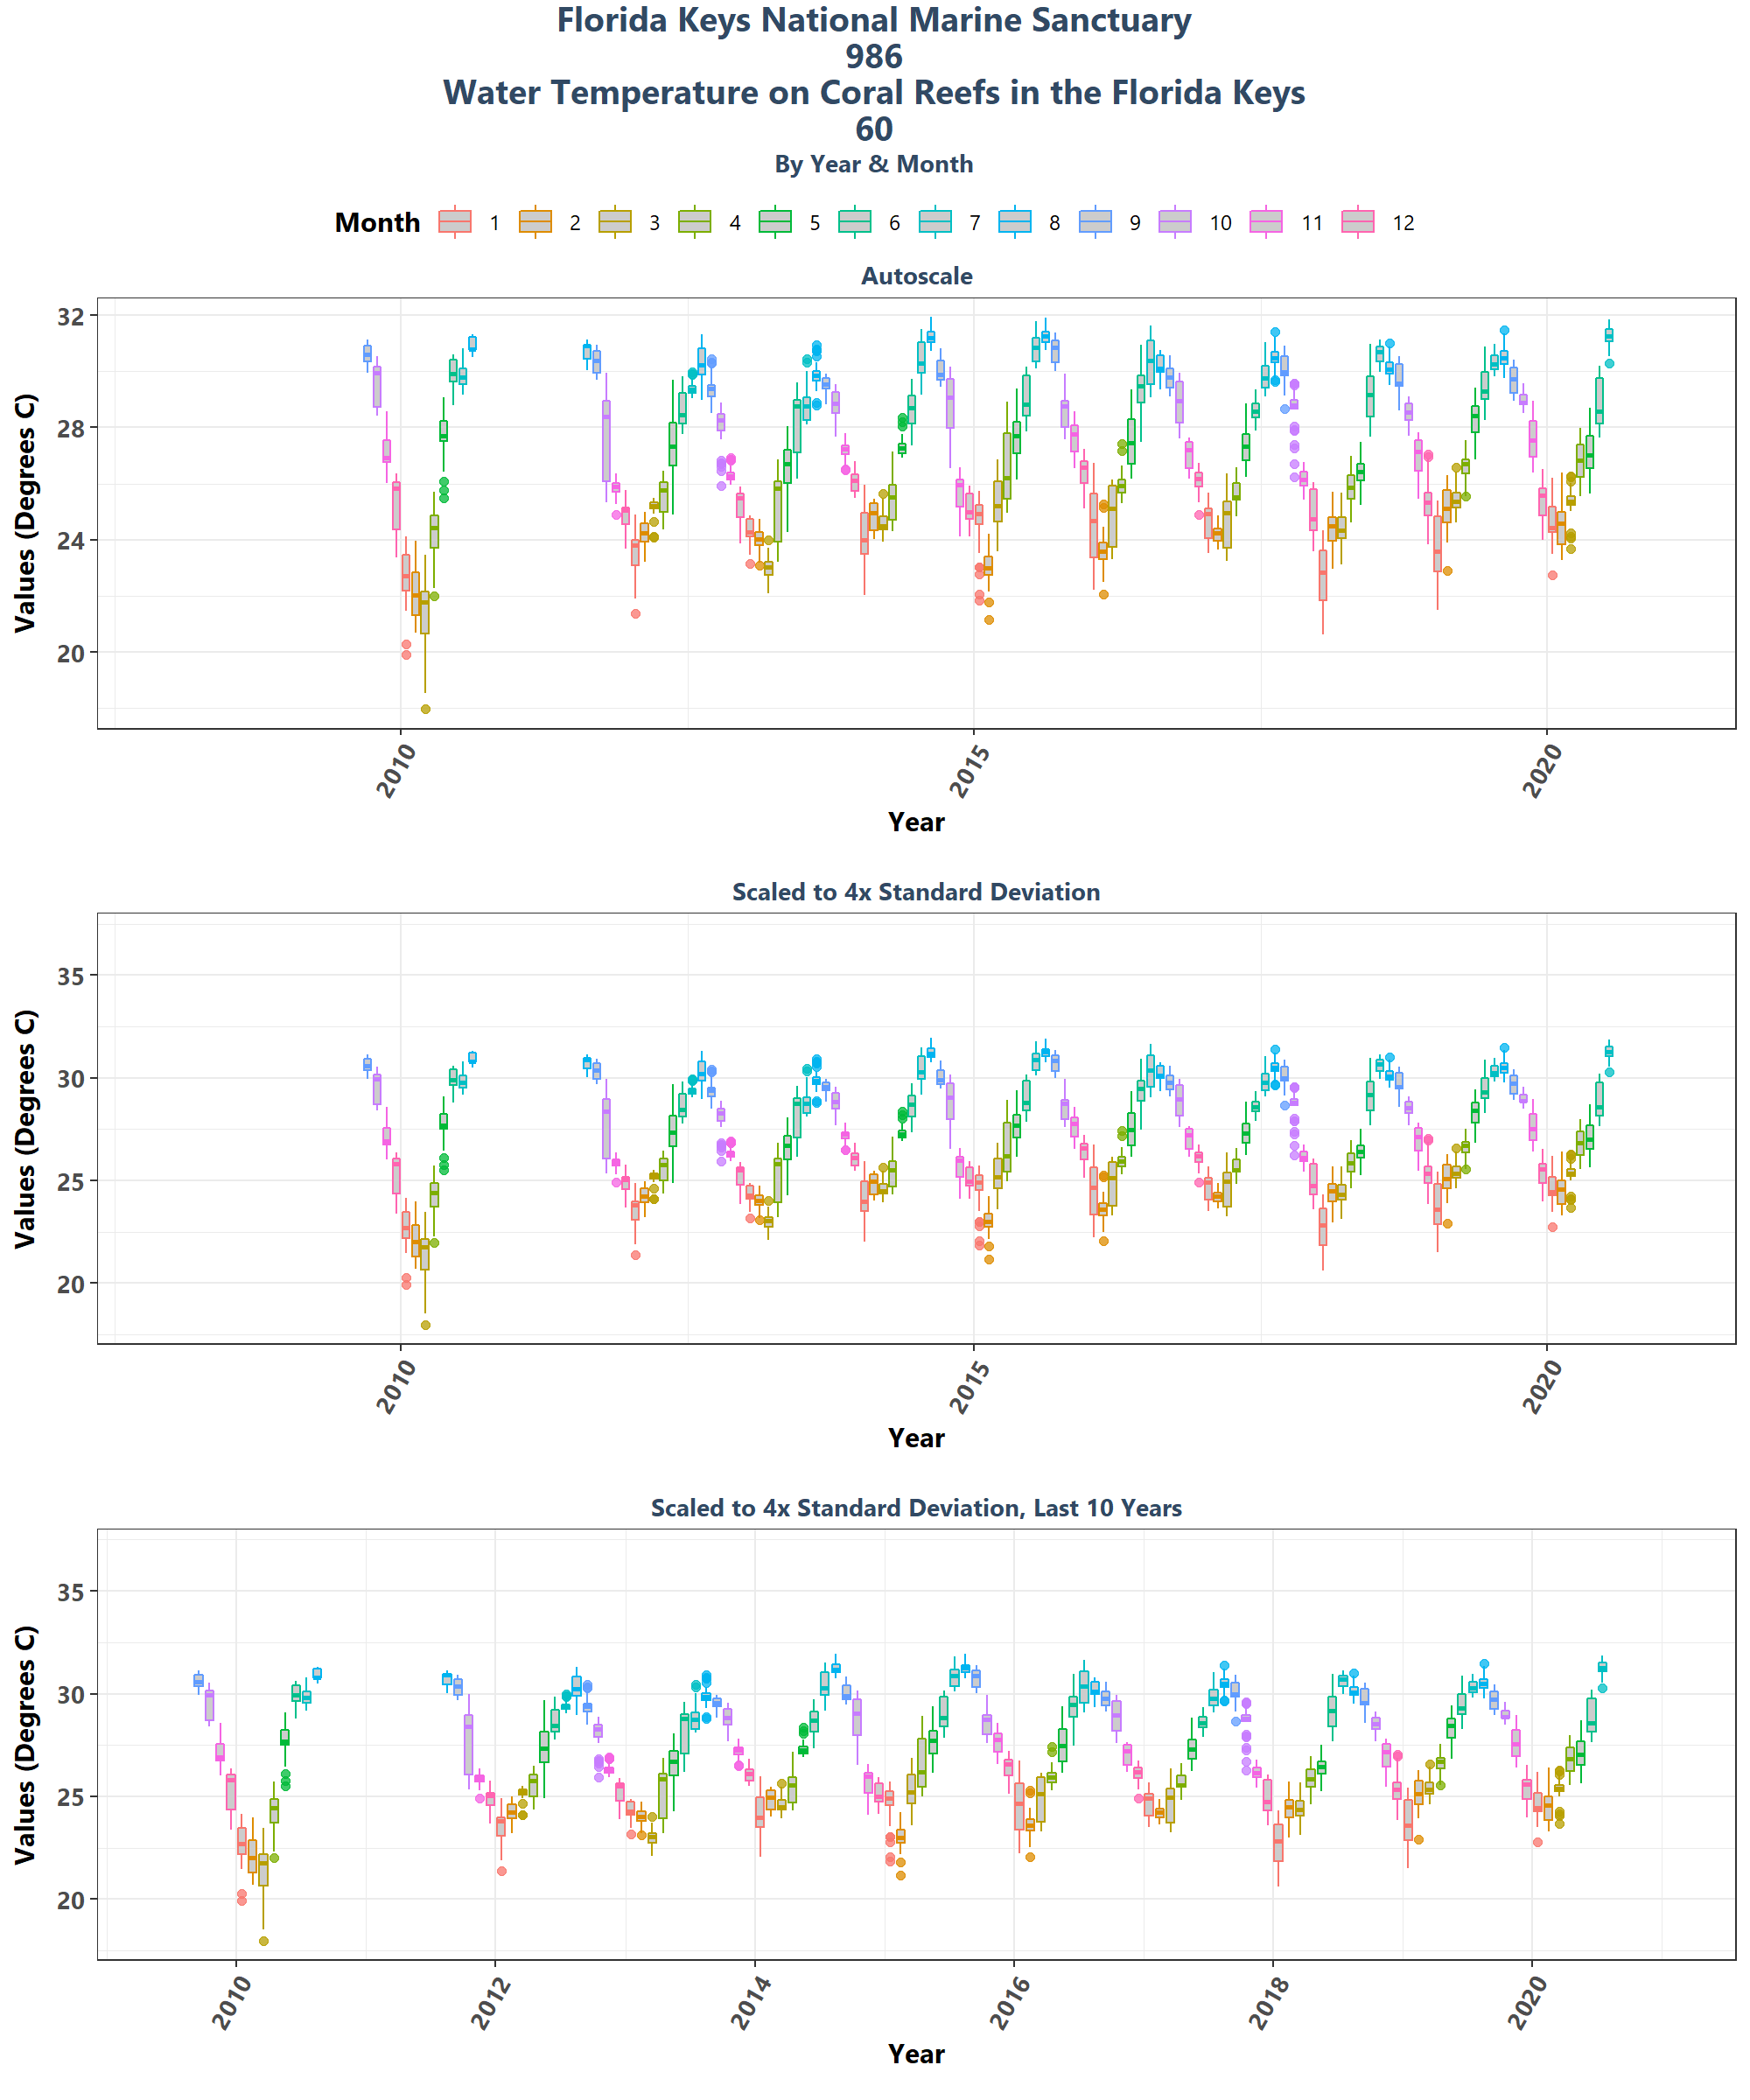 Florida Keys National Marine Sanctuary
986
Water Temperature on Coral Reefs in the Florida Keys
60
By Year & Month
Month 1 2 3 4 5 6 7 8 9 10 11 12
Autoscale
32
28
24
20
Values (Degrees C)
2010 2015 2020
Year
Scaled to 4x Standard Deviation
35
30
25
20
Values (Degrees C)
2010 2015 2020
Year
Scaled to 4x Standard Deviation, Last 10 Years
35
30
25
20
Values (Degrees C)
2010 2012 2014 2016 2018 2020
Year